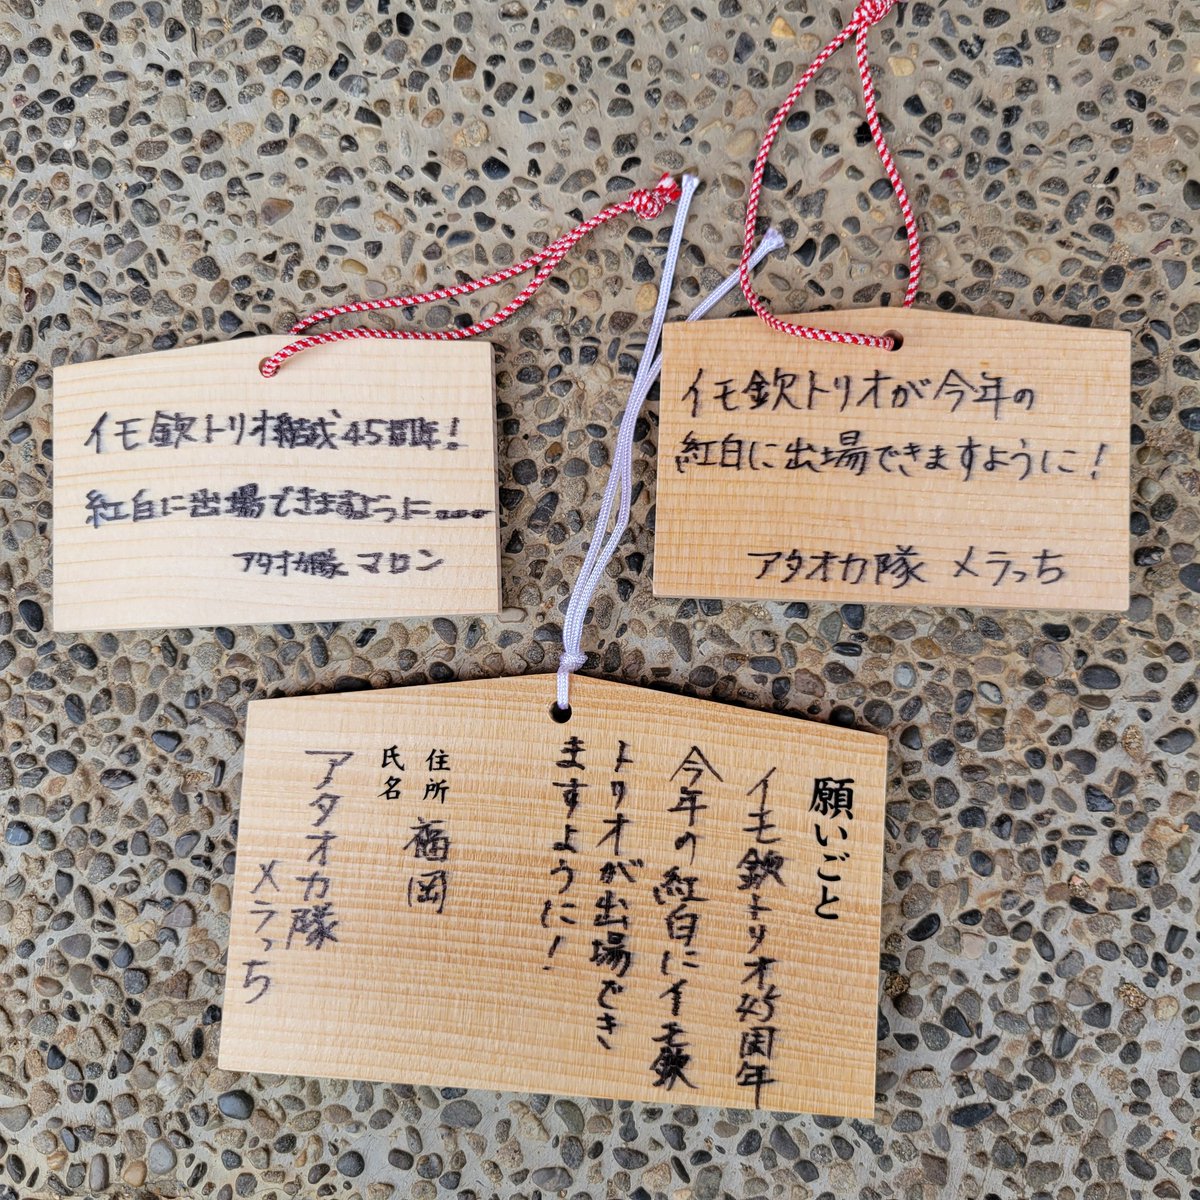 イモ欽トリオ結成45周年!
紅白に出場できますように....
アタオカ隊 マロン
イモ欽トリオが今年の
紅白に出場できますように!
アタオカ隊 メラっち
願いごと
イモ欽トリオ45周年
今年の紅白にイモ欽
トリオが出場でき
ますように!
住所 福岡
氏名
アタオカ隊
メラっち